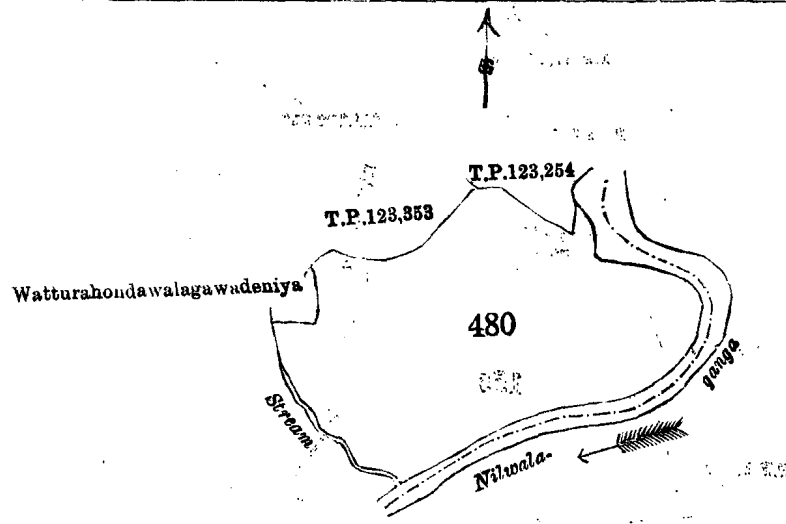 T.P.123,254
T.P.123,353
Watturahondawalagawadeniya
480
ganga
Stream
Nilwala-